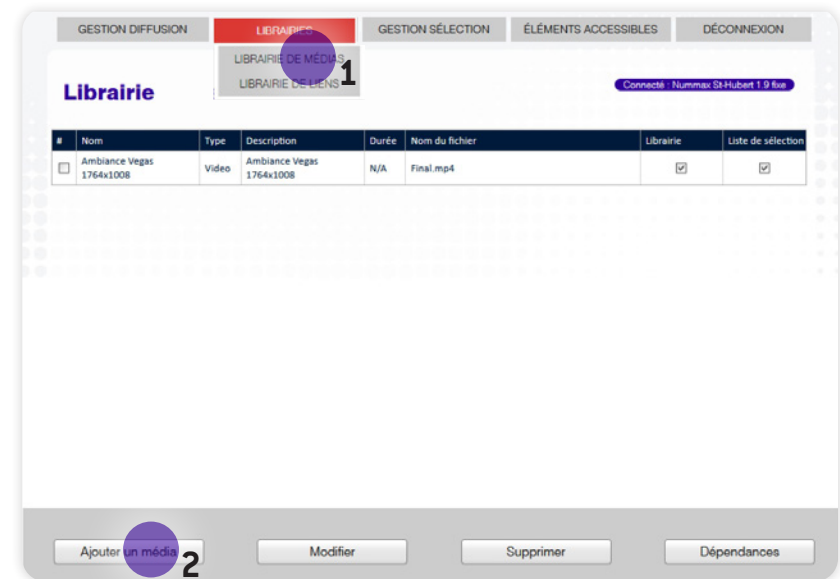 GESTION DIFFUSION LIBRAIRIES GESTION SÉLECTION ÉLÉMENTS ACCESSIBLES DÉCONNEXION
LIBRAIRIE DE MÉDIAS
1
LIBRAIRIE DE LIENS
Librairie
Connecté : Nummax St-Hubert 1.9 fixe
# Nom Type Description Durée Nom du fichier Librairie Liste de sélection
Ambiance Vegas Ambiance Vegas
1764x1008 Video 1764x1008 N/A Final.mp4
Ajouter un média Modifier Supprimer Dépendances
2